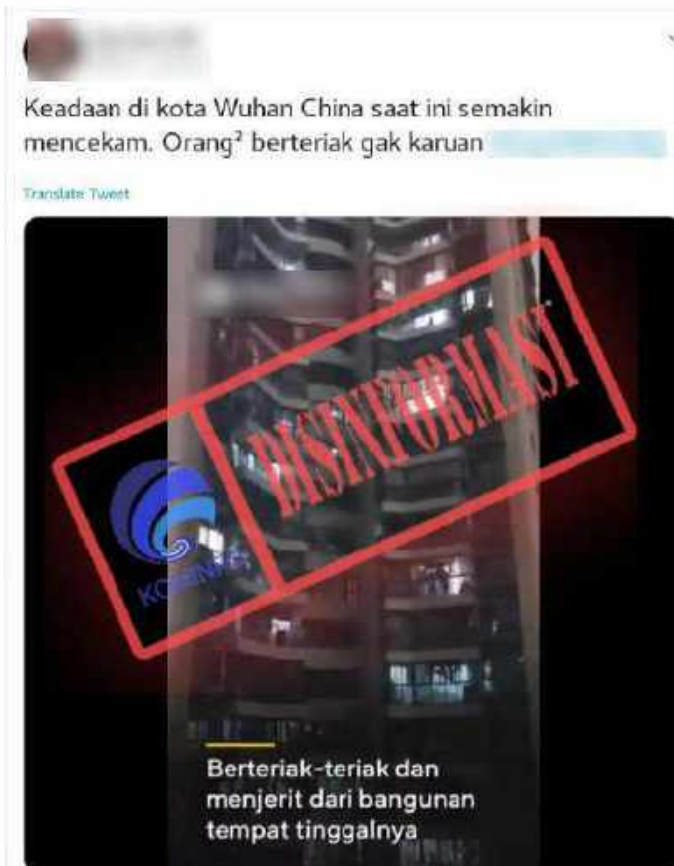 Keadaan di kota Wuhan China saat ini semakin
mencekam. Orang² berteriak gak karuan
Translate Tweet
DISINFORMASI
Berteriak-teriak dan
menjerit dari bangunan
tempat tinggalnya